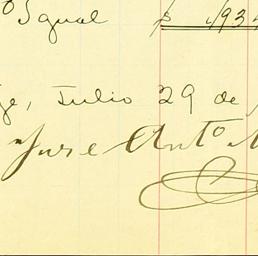 Igual $ 193
Julio 29 de
Jose Anto